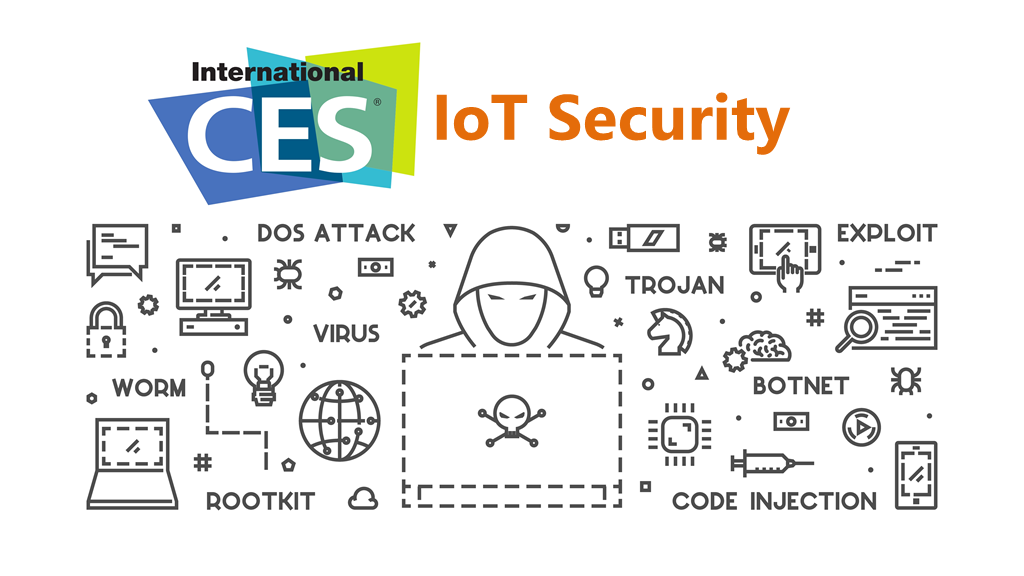 International
CES®
IoT Security
DOS ATTACK
EXPLOIT
TROJAN
VIRUS
WORM
BOTNET
ROOTKIT
CODE INJECTION